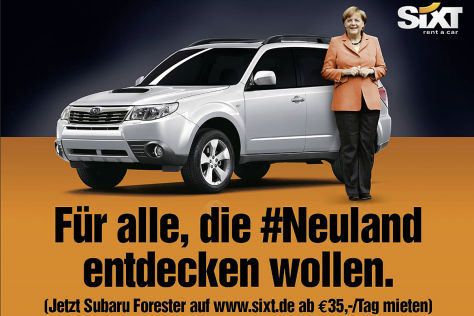 SIXT
rent a car
Für alle, die #Neuland
entdecken wollen.
(Jetzt Subaru Forester auf www.sixt.de ab €35,-/Tag mieten)